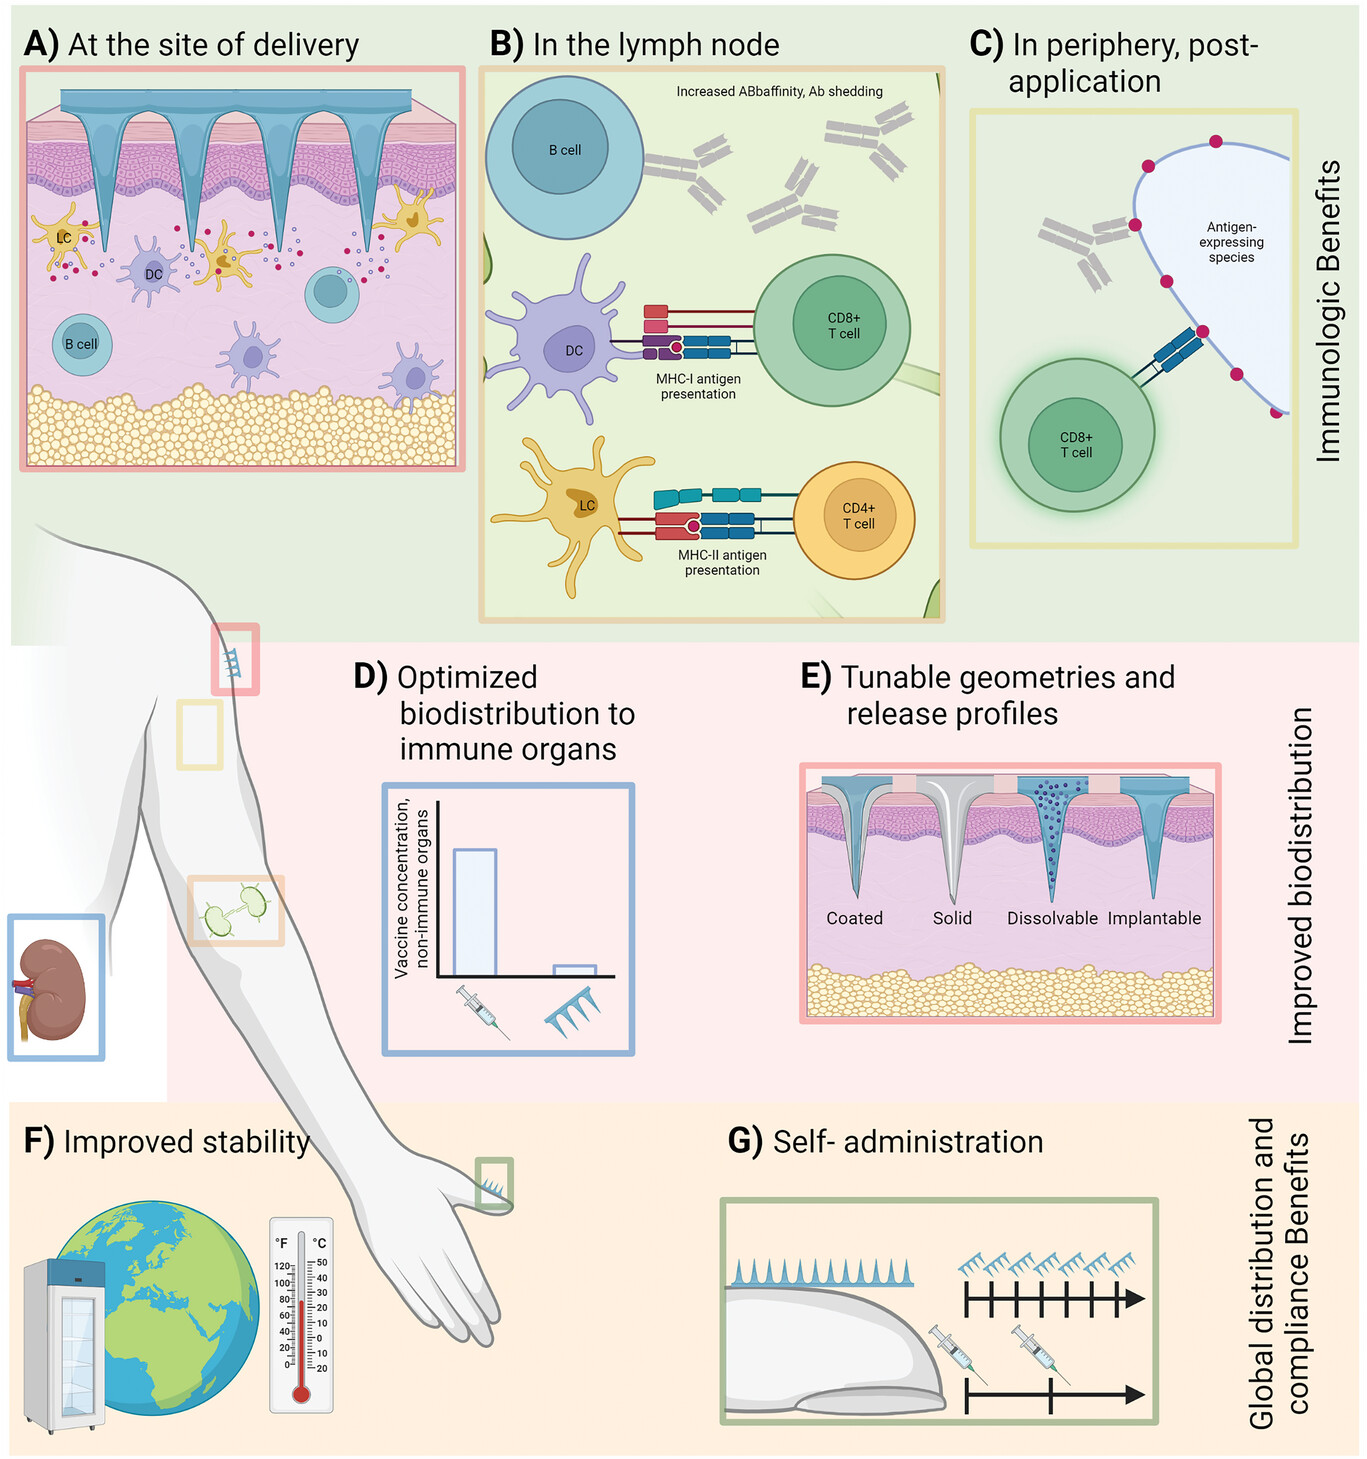 A) At the site of delivery
LC
DC
B cell
B) In the lymph node
Increased ABbaffinity, Ab shedding
B cell
DC
CD8+
T cell
MHC-I antigen
presentation
LC
CD4+
T cell
MHC-II antigen
presentation
C) In periphery, post-
application
Antigen-
expressing
species
CD8+
T cell
Immunologic Benefits
D) Optimized
biodistribution to
immune organs
Vaccine concentration,
non-immune organs
E) Tunable geometries and
release profiles
Coated Solid Dissolvable Implantable
Improved biodistribution
F) Improved stability
°F °C
120
100
80
60
40
20
0
50
40
30
20
10
0
10
20
G) Self- administration
Global distribution and
compliance Benefits